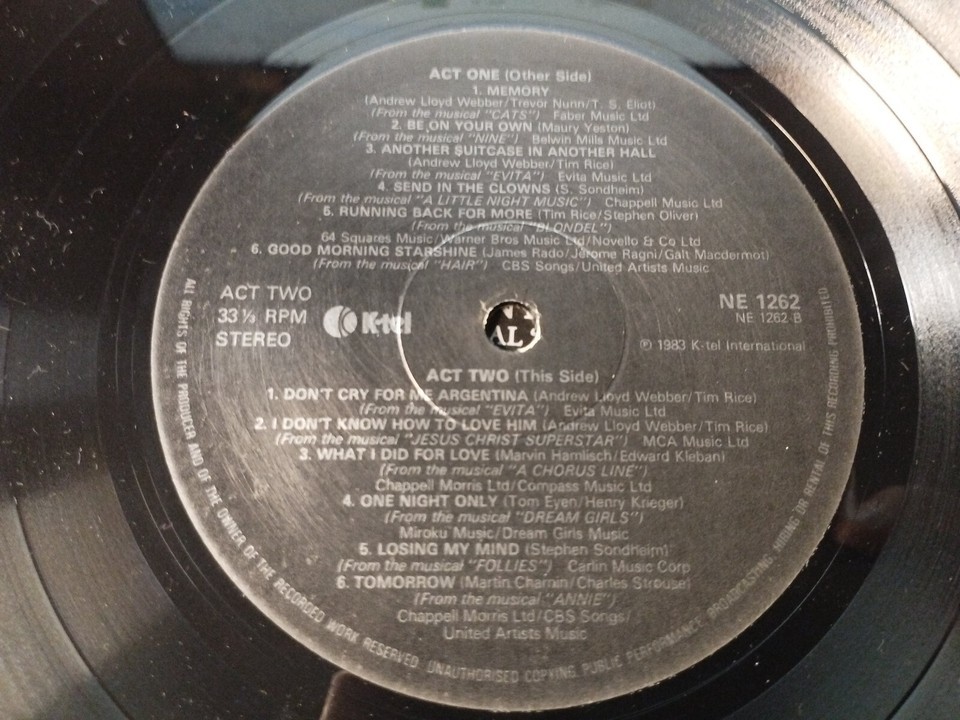 ACT ONE (Other Side)
1. MEMORY
(Andrew Lloyd Webber/Trevor Nunn/T. S. Eliot)
(From the musical "CATS") Faber Music Ltd
2. BE ON YOUR OWN (Maury Yeston)
(From the musical "NINE") Belwin Mills Music Ltd
3. ANOTHER SUITCASE IN ANOTHER HALL
(Andrew Lloyd Webber/Tim Rice)
(From the musical "EVITA") Evita Music Ltd
4. SEND IN THE CLOWNS (S. Sondheim)
(From the musical "A LITTLE NIGHT MUSIC") Chappell Music Ltd
5. RUNNING BACK FOR MORE (Tim Rice/Stephen Oliver)
(From the musical "BLONDEL")
64 Squares Music/Warner Bros Music Ltd/Novello & Co Ltd
6. GOOD MORNING STARSHINE (James Rado/Jerome Ragni/Galt Macdermot)
(From the musical "HAIR") CBS Songs/United Artists Music
ACT TWO
33⅓ RPM
STEREO
K-tel
AL
NE 1262
NE 1262-B
℗ 1983 K-tel International
ACT TWO (This Side)
1. DON'T CRY FOR ME ARGENTINA (Andrew Lloyd Webber/Tim Rice)
(From the musical "EVITA") Evita Music Ltd
2. I DON'T KNOW HOW TO LOVE HIM (Andrew Lloyd Webber/Tim Rice)
(From the musical "JESUS CHRIST SUPERSTAR") MCA Music Ltd
3. WHAT I DID FOR LOVE (Marvin Hamlisch/Edward Kleban)
(From the musical "A CHORUS LINE")
Chappell Morris Ltd/Compass Music Ltd
4. ONE NIGHT ONLY (Tom Eyen/Henry Krieger)
(From the musical "DREAM GIRLS")
Miroku Music/Dream Girls Music
5. LOSING MY MIND (Stephen Sondheim)
(From the musical "FOLLIES") Carlin Music Corp
6. TOMORROW (Martin Charnin/Charles Strouse)
(From the musical "ANNIE")
Chappell Morris Ltd/CBS Songs/
United Artists Music
ALL RIGHTS OF THE PRODUCER AND OF THE OWNER OF THE RECORDED WORK RESERVED. UNAUTHORISED COPYING, PUBLIC PERFORMANCE, BROADCASTING, HIRING OR RENTAL OF THIS RECORDING PROHIBITED